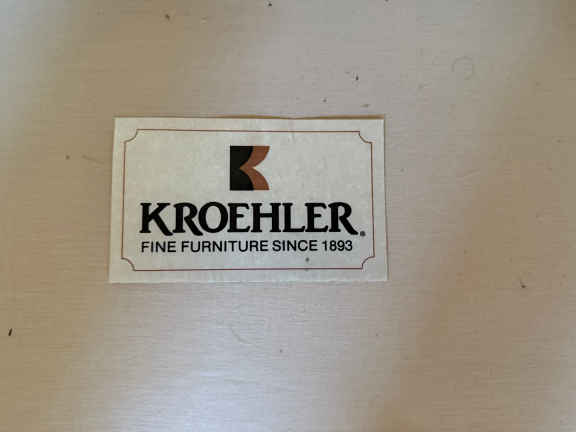 KROEHLER®
FINE FURNITURE SINCE 1893